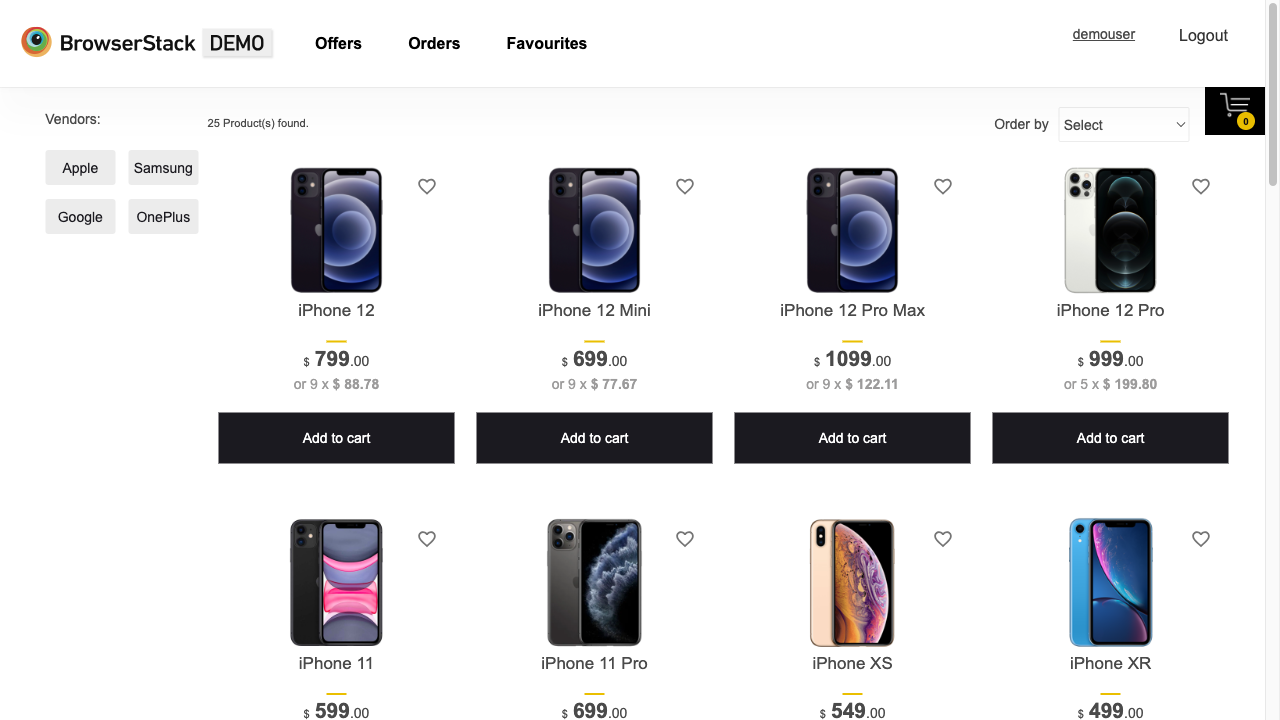 BrowserStack DEMO
Offers
Orders
Favourites
demouser
Logout
0
Vendors:
Apple
Samsung
Google
OnePlus
25 Product(s) found.
Order by
Select
iPhone 12
$ 799.00
or 9 x $ 88.78
Add to cart
iPhone 12 Mini
$ 699.00
or 9 x $ 77.67
Add to cart
iPhone 12 Pro Max
$ 1099.00
or 9 x $ 122.11
Add to cart
iPhone 12 Pro
$ 999.00
or 5 x $ 199.80
Add to cart
iPhone 11
$ 599.00
iPhone 11 Pro
$ 699.00
iPhone XS
$ 549.00
iPhone XR
$ 499.00